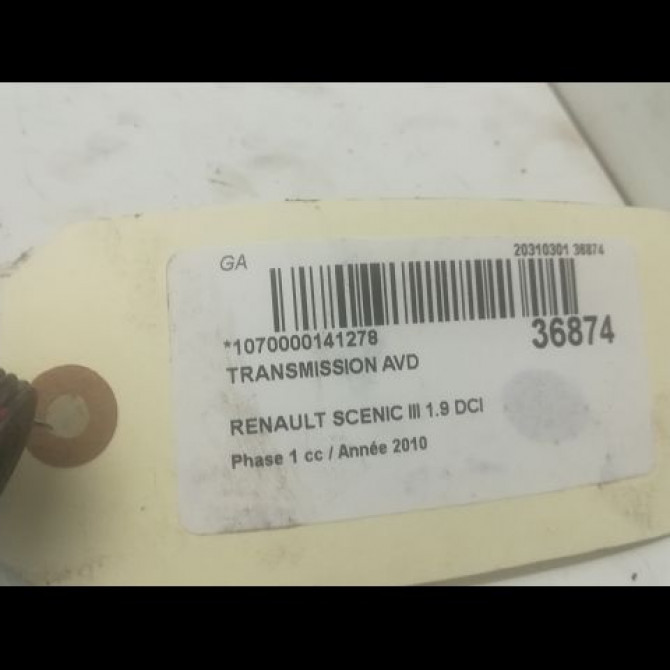 GA
20310301 36874
*1070000141278
36874
TRANSMISSION AVD
RENAULT SCENIC III 1.9 DCI
Phase 1 cc / Année 2010